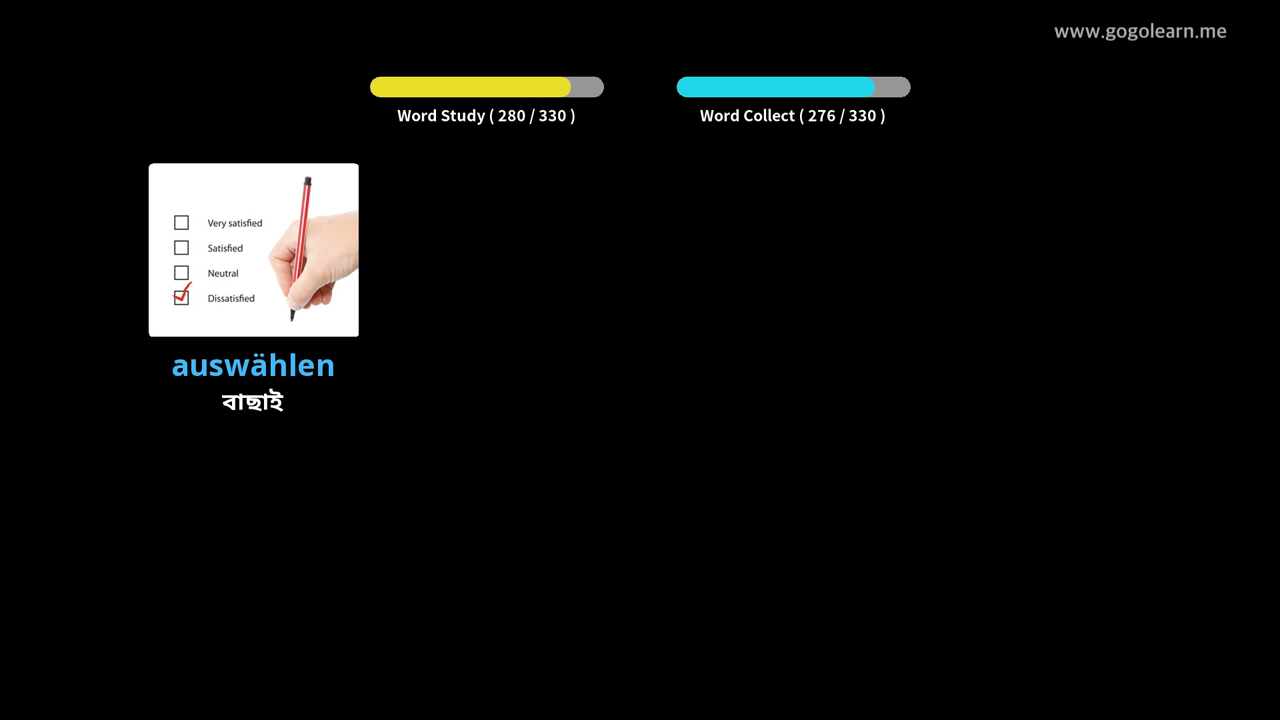 www.gogolearn.me
Word Study ( 280 / 330 )
Word Collect ( 276 / 330 )
Very satisfied
Satisfied
Neutral
Dissatisfied
auswählen
বাছাই